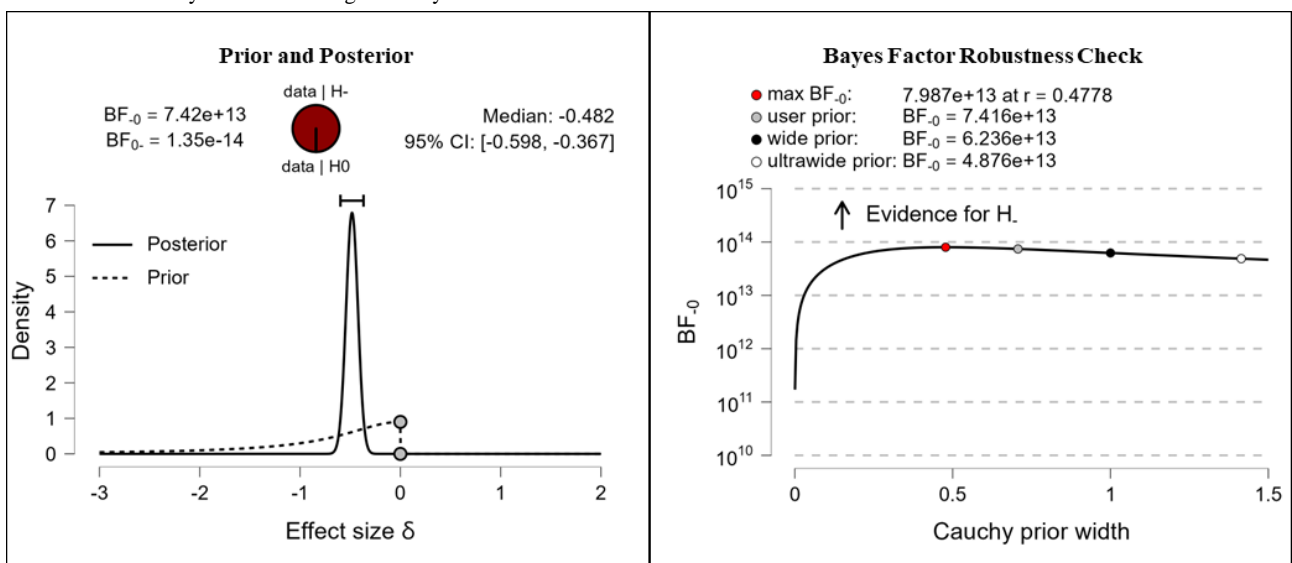 Prior and Posterior
data | H-
BF-0 = 7.42e+13
BF0- = 1.35e-14
Median: -0.482
95% CI: [-0.598, -0.367]
data | H0
7
6
5
4
3
2
1
0
Density
Posterior
Prior
-3
-2
-1
0
1
2
Effect size δ
Bayes Factor Robustness Check
max BF-0: 7.987e+13 at r = 0.4778
user prior: BF-0 = 7.416e+13
wide prior: BF-0 = 6.236e+13
ultrawide prior: BF-0 = 4.876e+13
10^15
10^14
10^13
10^12
10^11
10^10
BF-0
Evidence for H-
0
0.5
1
1.5
Cauchy prior width